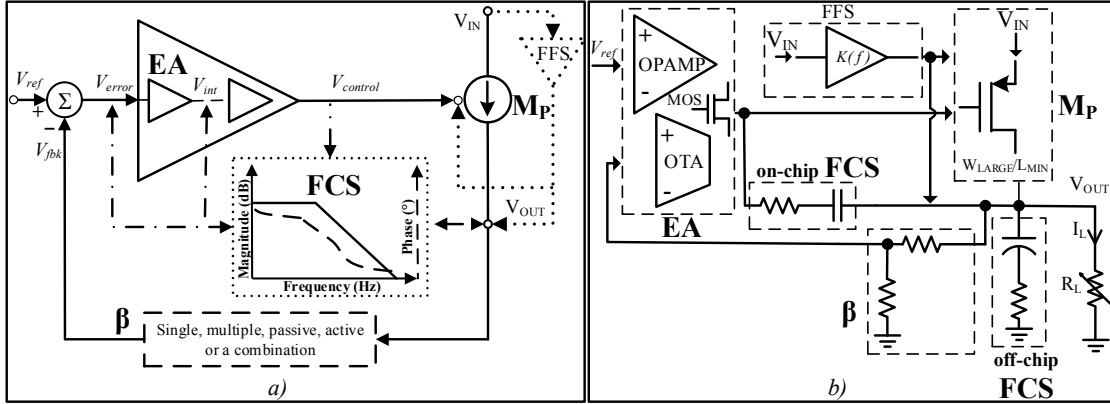 a)
V_IN
FFS
EA
V_ref
V_error
V_int
V_control
Σ
+
−
V_fbk
M_P
FCS
V_OUT
Magnitude (dB)
Phase (°)
Frequency (Hz)
β
Single, multiple, passive, active
or a combination
a)
b)
FFS
V_IN
V_IN
K(f)
V_ref
+
OPAMP
-
MOS
M_P
+
OTA
-
W_LARGE/L_MIN
on-chip FCS
V_OUT
EA
I_L
R_L
β
off-chip
FCS
b)